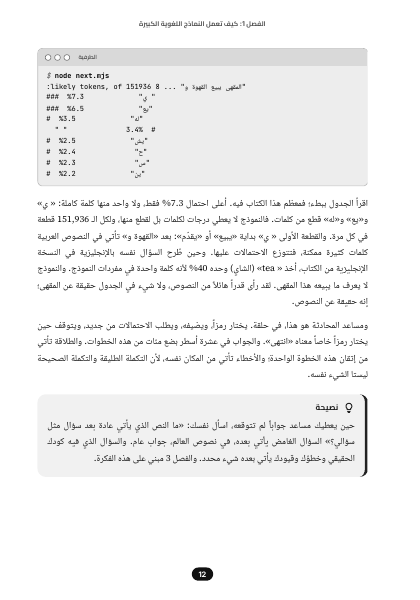 الفصل 1: كيف تعمل النماذج اللغوية الكبيرة
الطرفية
$ node next.mjs
"المقهى يبيع القهوة و" ... 8 likely tokens, of 151936:
### %7.3 " ي"
### %6.5 "يع"
# %3.5 "له"
" " 3.4% #
# %2.5 "يش"
# %2.4 "ح"
# %2.3 "س"
# %2.2 "ين"
اقرأ الجدول ببطء؛ فمعظم هذا الكتاب فيه. أعلى احتمال 7.3% فقط، ولا واحد منها كلمة كاملة: « ي»
و«يع» و«له» قطع من كلمات. فالنموذج لا يعطي درجات لكلمات بل لقطع منها، ولكل الـ 151,936 قطعة
في كل مرة. والقطعة الأولى « ي» بداية «يبيع» أو «يقدّم»: بعد «القهوة و» تأتي في النصوص العربية
كلمات كثيرة ممكنة، فتتوزع الاحتمالات عليها. وحين طُرح السؤال نفسه بالإنجليزية في النسخة
الإنجليزية من الكتاب، أخذ « tea» (الشاي) وحده 40% لأنه كلمة واحدة في مفردات النموذج. والنموذج
لا يعرف ما يبيعه هذا المقهى. لقد رأى قدراً هائلاً من النصوص، ولا شيء في الجدول حقيقة عن المقهى؛
إنه حقيقة عن النصوص.
ومساعد المحادثة هو هذا، في حلقة. يختار رمزاً، ويضيفه، ويطلب الاحتمالات من جديد، ويتوقف حين
يختار رمزاً خاصاً معناه «انتهى». والجواب في عشرة أسطر بضع مئات من هذه الخطوات. والطلاقة تأتي
من إتقان هذه الخطوة الواحدة؛ والأخطاء تأتي من المكان نفسه، لأن التكملة الطليقة والتكملة الصحيحة
ليستا الشيء نفسه.
نصيحة
حين يعطيك مساعد جواباً لم تتوقعه، اسأل نفسك: «ما النص الذي يأتي عادة بعد سؤال مثل
سؤالي؟» السؤال الغامض يأتي بعده، في نصوص العالم، جواب عام. والسؤال الذي فيه كودك
الحقيقي وخطؤك وقيودك يأتي بعده شيء محدد. والفصل 3 مبني على هذه الفكرة.
12